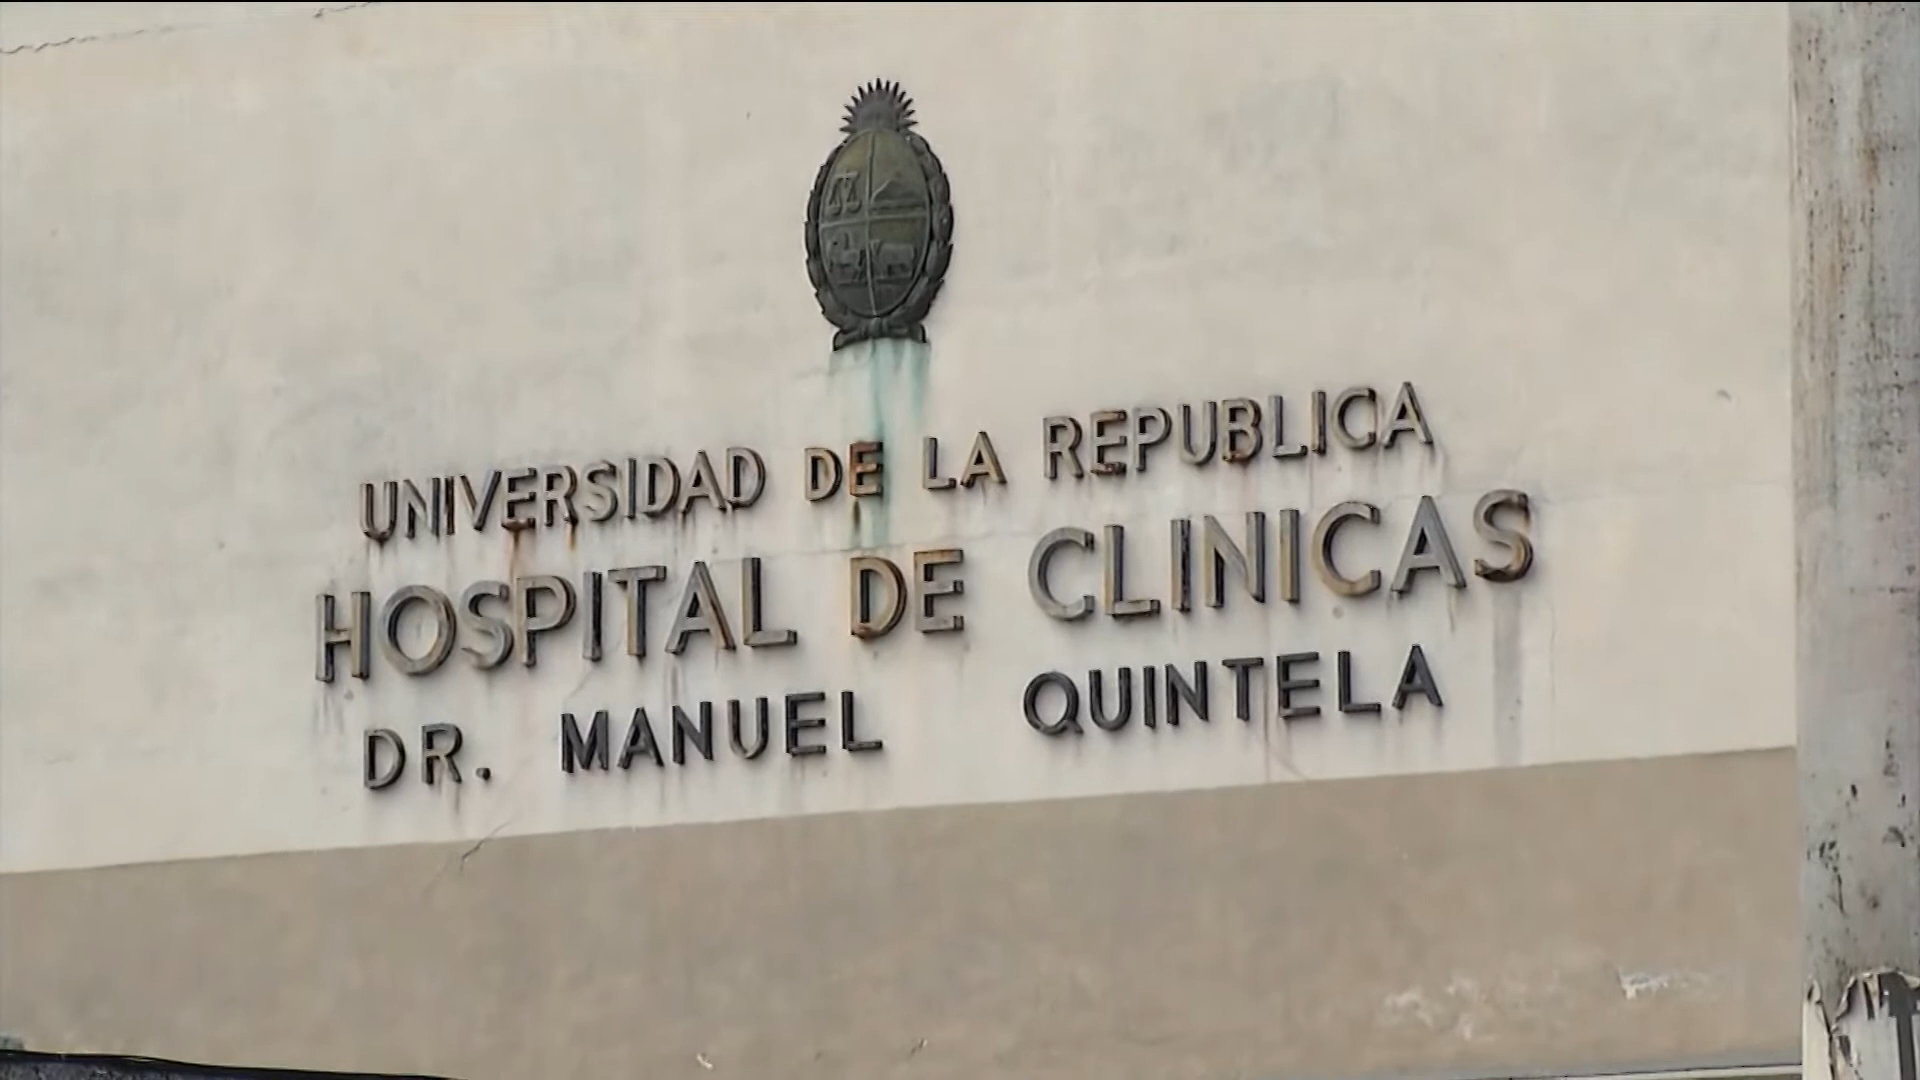 UNIVERSIDAD DE LA REPUBLICA
HOSPITAL DE CLINICAS
DR. MANUEL QUINTELA